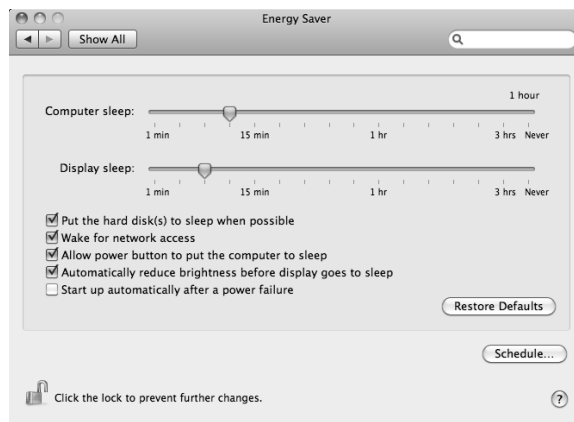 Energy Saver
Show All
1 hour
Computer sleep:
1 min 15 min 1 hr 3 hrs Never
Display sleep:
1 min 15 min 1 hr 3 hrs Never
Put the hard disk(s) to sleep when possible
Wake for network access
Allow power button to put the computer to sleep
Automatically reduce brightness before display goes to sleep
Start up automatically after a power failure
Restore Defaults
Schedule...
Click the lock to prevent further changes.
?